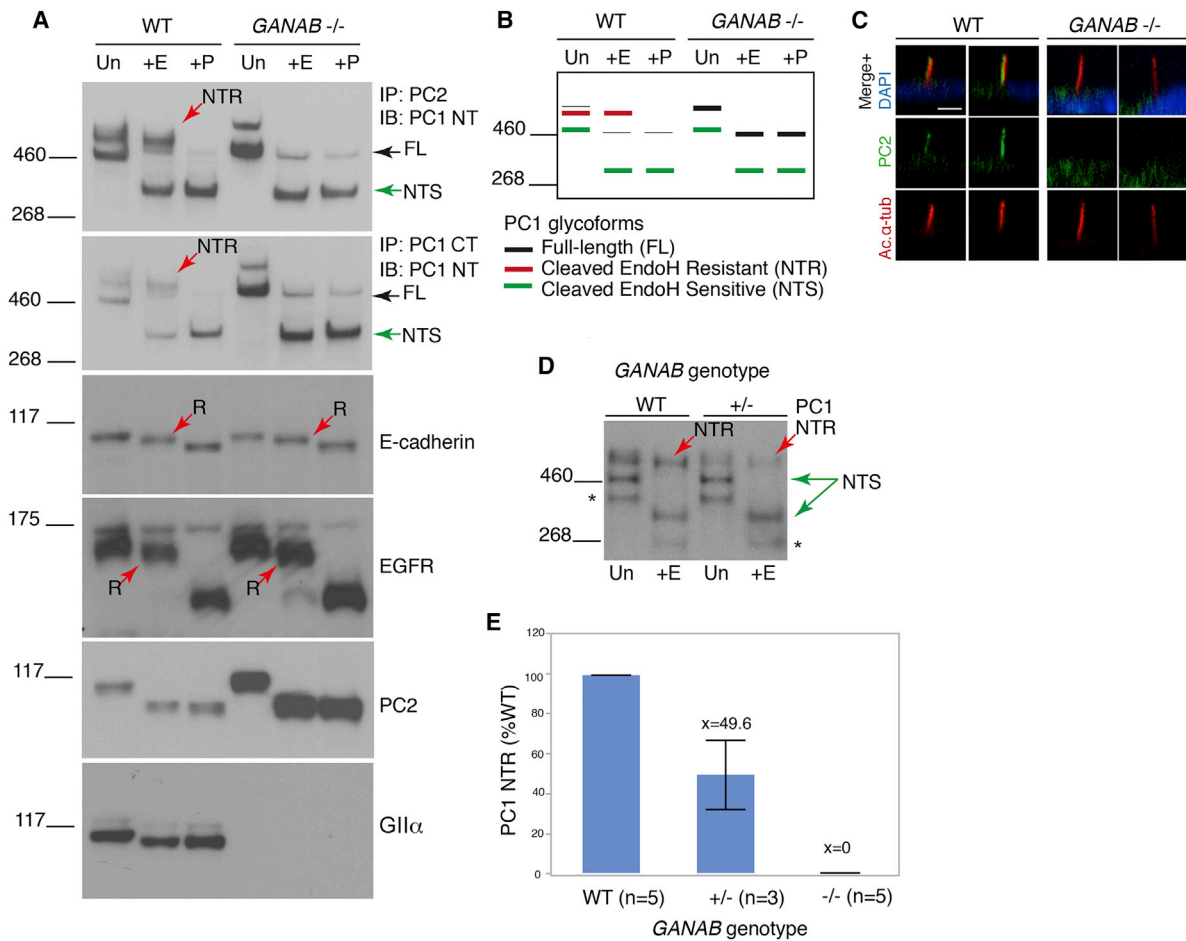 A
WT
GANAB -/-
Un +E +P Un +E +P
NTR
IP: PC2
IB: PC1 NT
460
FL
NTS
268
NTR
IP: PC1 CT
IB: PC1 NT
460
FL
NTS
268
117
R
R
E-cadherin
175
EGFR
R
R
117
PC2
117
GIIα
B
WT
GANAB -/-
Un +E +P Un +E +P
460
268
PC1 glycoforms
Full-length (FL)
Cleaved EndoH Resistant (NTR)
Cleaved EndoH Sensitive (NTS)
C
WT
GANAB -/-
Merge+
DAPI
PC2
Ac.α-tub
D
GANAB genotype
WT
+/-
PC1
NTR
NTR
460
NTS
*
268
*
Un +E Un +E
E
120
100
80
60
40
20
0
PC1 NTR (%WT)
x=49.6
x=0
WT (n=5)
+/- (n=3)
-/- (n=5)
GANAB genotype